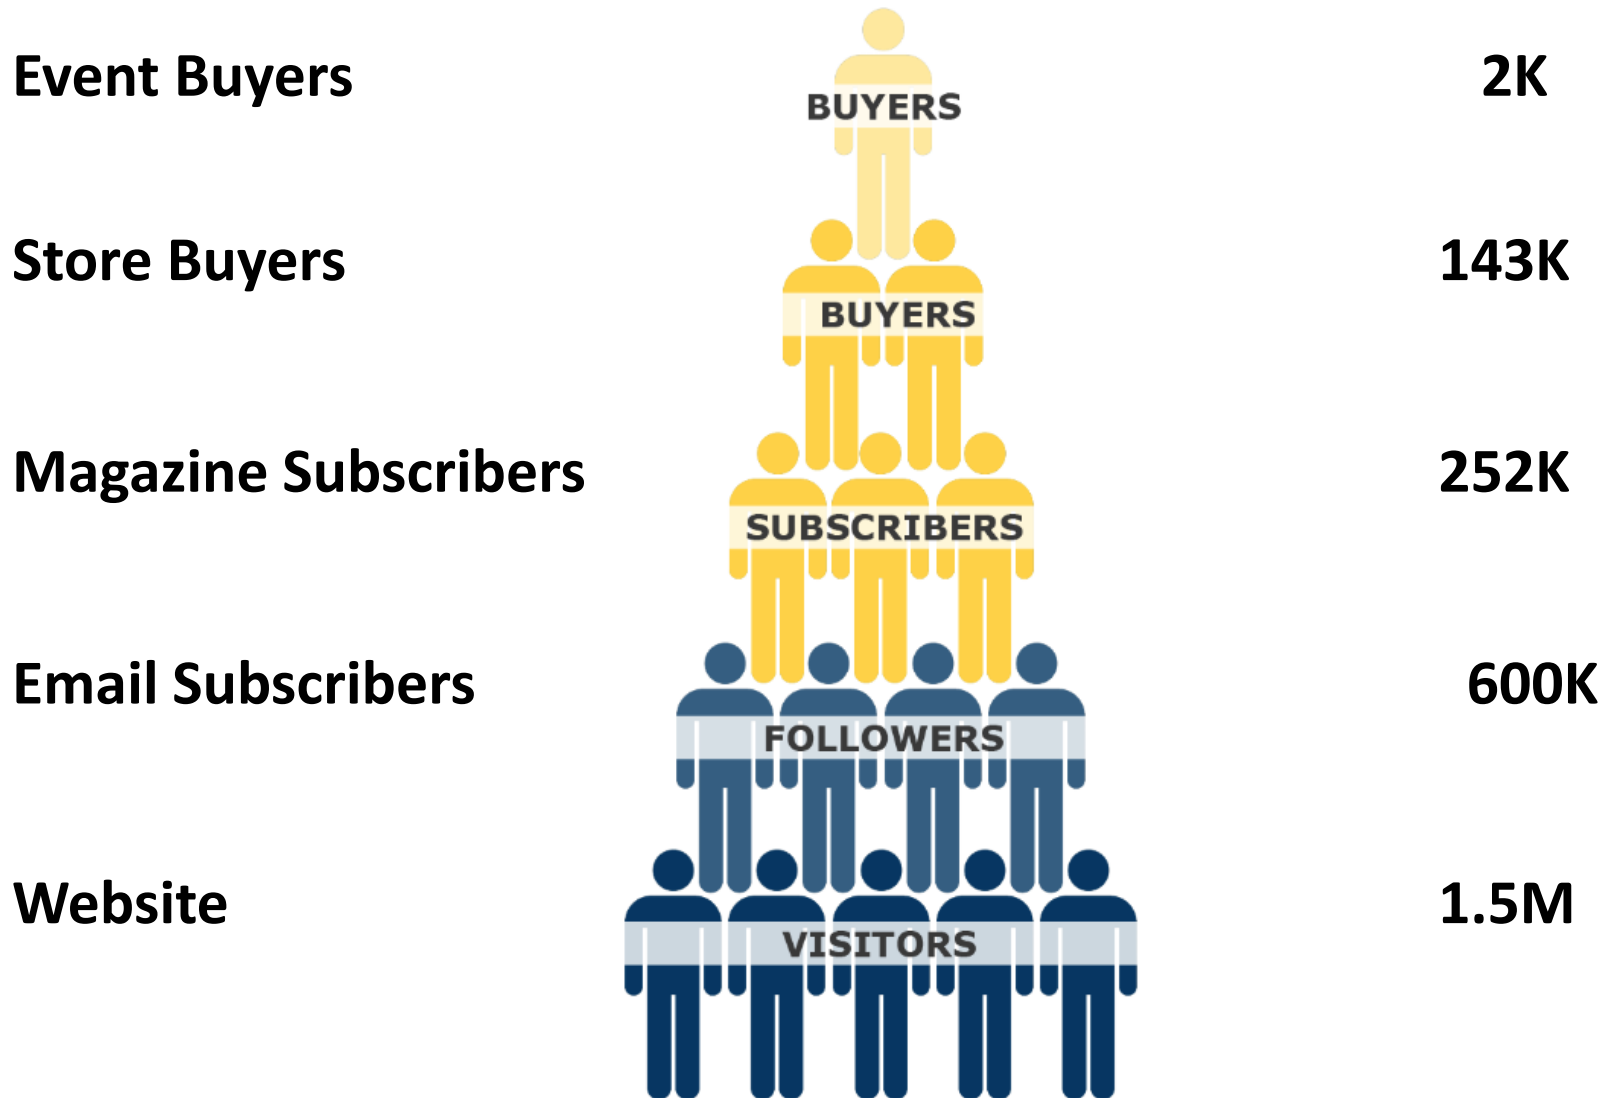 Event Buyers
BUYERS
2K
Store Buyers
BUYERS
143K
Magazine Subscribers
SUBSCRIBERS
252K
Email Subscribers
FOLLOWERS
600K
Website
VISITORS
1.5M